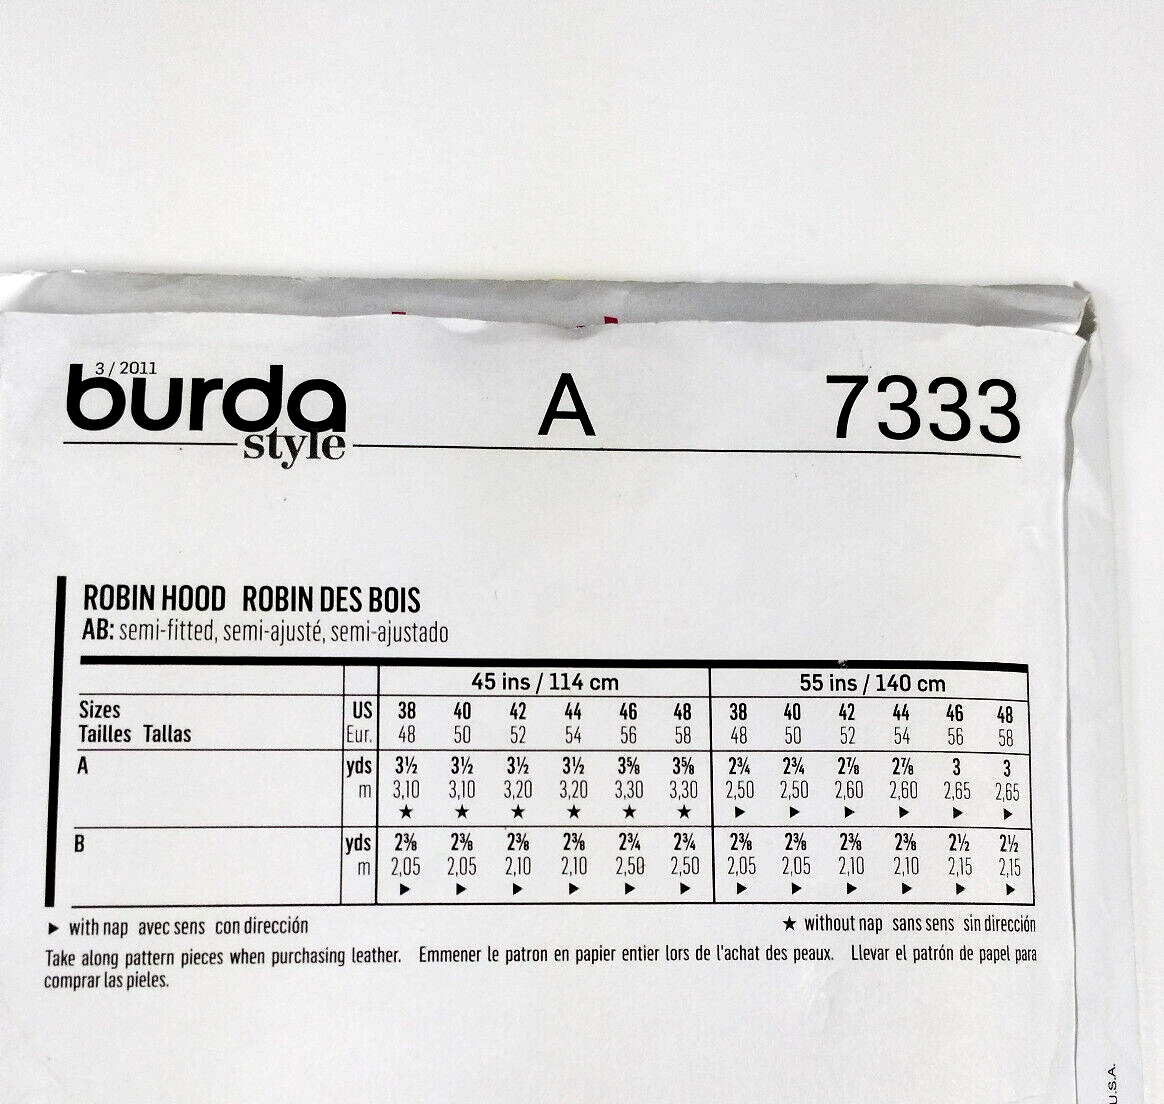 3 / 2011
burda style A 7333
ROBIN HOOD ROBIN DES BOIS
AB: semi-fitted, semi-ajusté, semi-ajustado
45 ins / 114 cm 55 ins / 140 cm
Sizes US 38 40 42 44 46 48 38 40 42 44 46 48
Tailles Tallas Eur. 48 50 52 54 56 58 48 50 52 54 56 58
A yds 3½ 3½ 3½ 3½ 3⅝ 3⅝ 2¾ 2¾ 2⅞ 2⅞ 3 3
m 3,10 3,10 3,20 3,20 3,30 3,30 2,50 2,50 2,60 2,60 2,65 2,65
★ ★ ★ ★ ★ ★ ▶ ▶ ▶ ▶ ▶ ▶
B yds 2⅜ 2⅜ 2⅜ 2⅜ 2¾ 2¾ 2⅜ 2⅜ 2⅜ 2⅜ 2½ 2½
m 2,05 2,05 2,10 2,10 2,50 2,50 2,05 2,05 2,10 2,10 2,15 2,15
▶ ▶ ▶ ▶ ▶ ▶ ▶ ▶ ▶ ▶ ▶ ▶
▶ with nap avec sens con dirección ★ without nap sans sens sin dirección
Take along pattern pieces when purchasing leather. Emmener le patron en papier entier lors de l'achat des peaux. Llevar el patrón de papel para
comprar las pieles.
U.S.A.